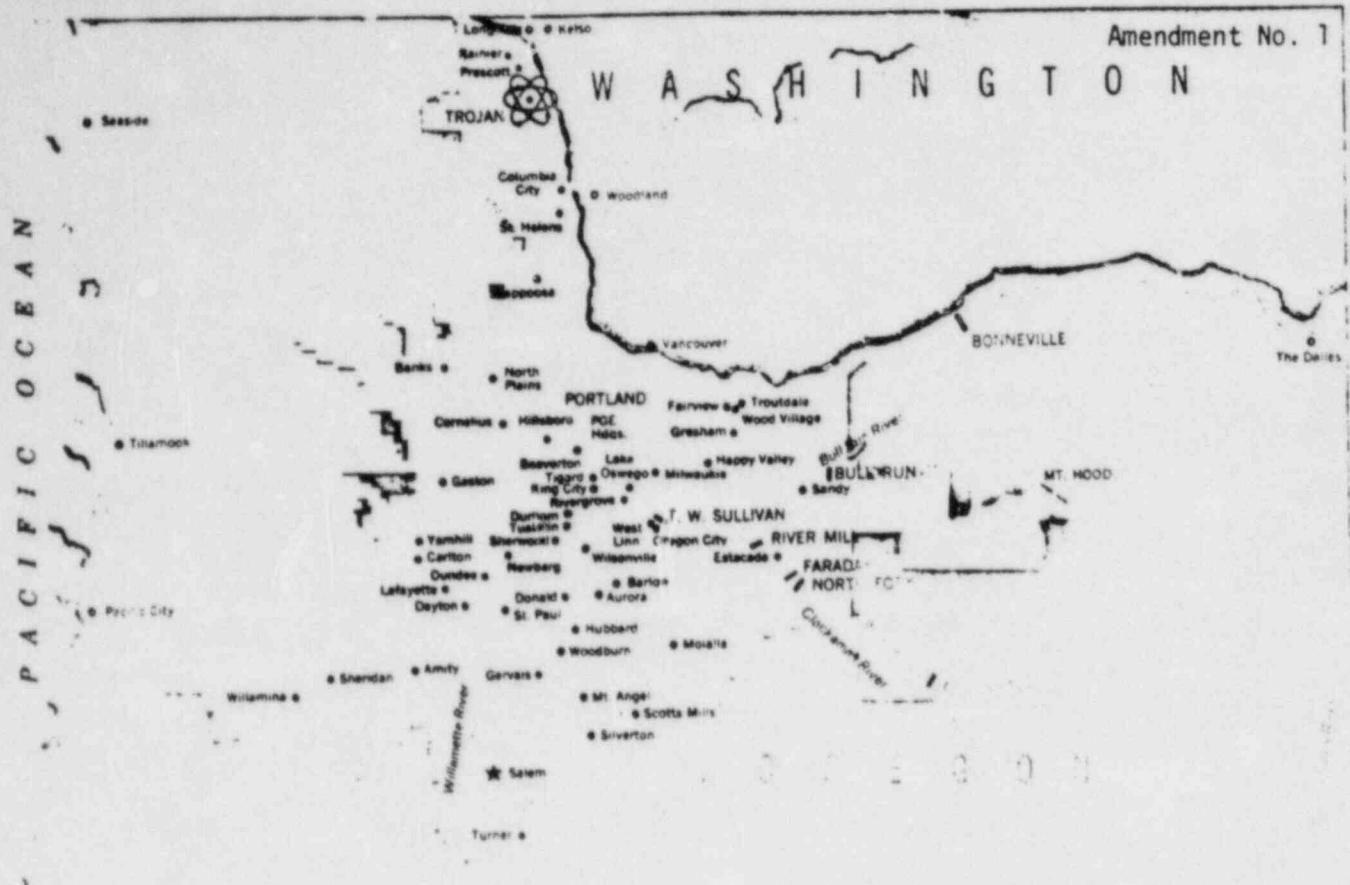 Amendment No. 1
Kelso
Rainier
Prescott
WASHINGTON
TROJAN
Seaside
Columbia
City
Woodland
St. Helens
PACIFIC OCEAN
Vancouver
BONNEVILLE
The Dalles
Banks
North
Plains
PORTLAND
Fairview
Troutdale
Wood Village
Cornelius
Hillsboro
PGE
Hdqs.
Gresham
Tillamook
Bull Run River
Beaverton
Lake
Oswego
Milwaukie
Happy Valley
BULL RUN
MT. HOOD
Gaston
Tigard
King City
Sandy
Rivergrove
Durham
Tualatin
T. W. SULLIVAN
West
Linn
Oregon City
Yamhill
Sherwood
RIVER MILL
Carlton
Newberg
Wilsonville
Estacada
Dundee
Lafayette
Barlow
Donald
Aurora
Dayton
St. Paul
Pacific City
Hubbard
Clackamas River
Woodburn
Molalla
Sheridan
Amity
Gervais
Willamina
Mt. Angel
Scotts Mills
Willamette River
Silverton
Salem
OREGON
Turner